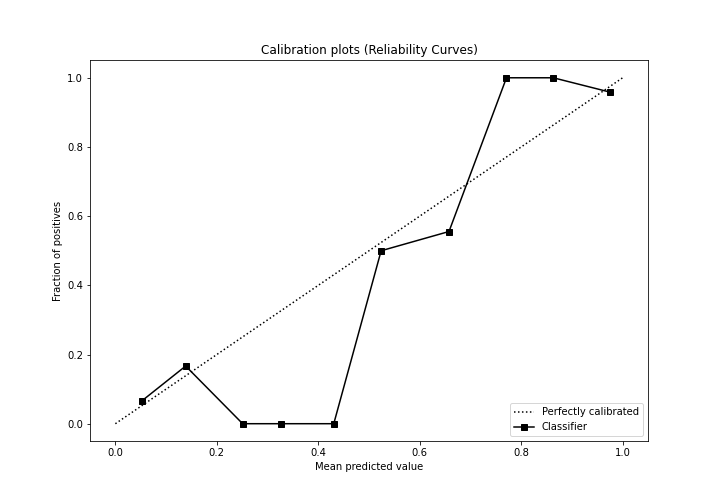 Calibration plots (Reliability Curves)
Fraction of positives
1.0
0.8
0.6
0.4
0.2
0.0
0.0 0.2 0.4 0.6 0.8 1.0
Mean predicted value
Perfectly calibrated
Classifier